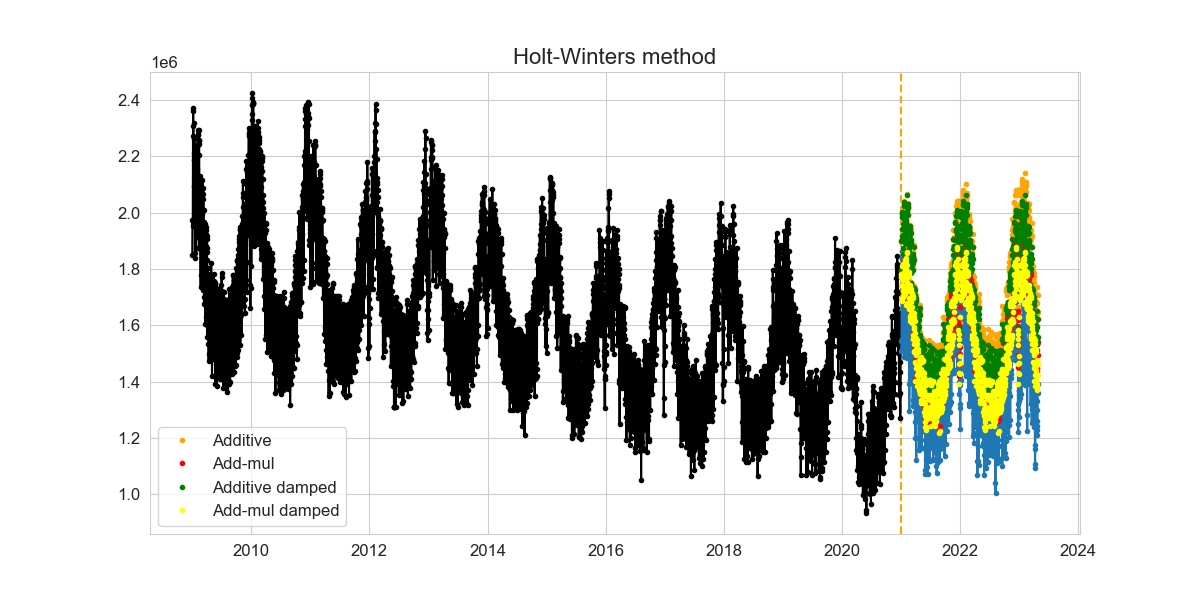 Holt-Winters method
1e6
2.4
2.2
2.0
1.8
1.6
1.4
1.2
1.0
Additive
Add-mul
Additive damped
Add-mul damped
2010 2012 2014 2016 2018 2020 2022 2024